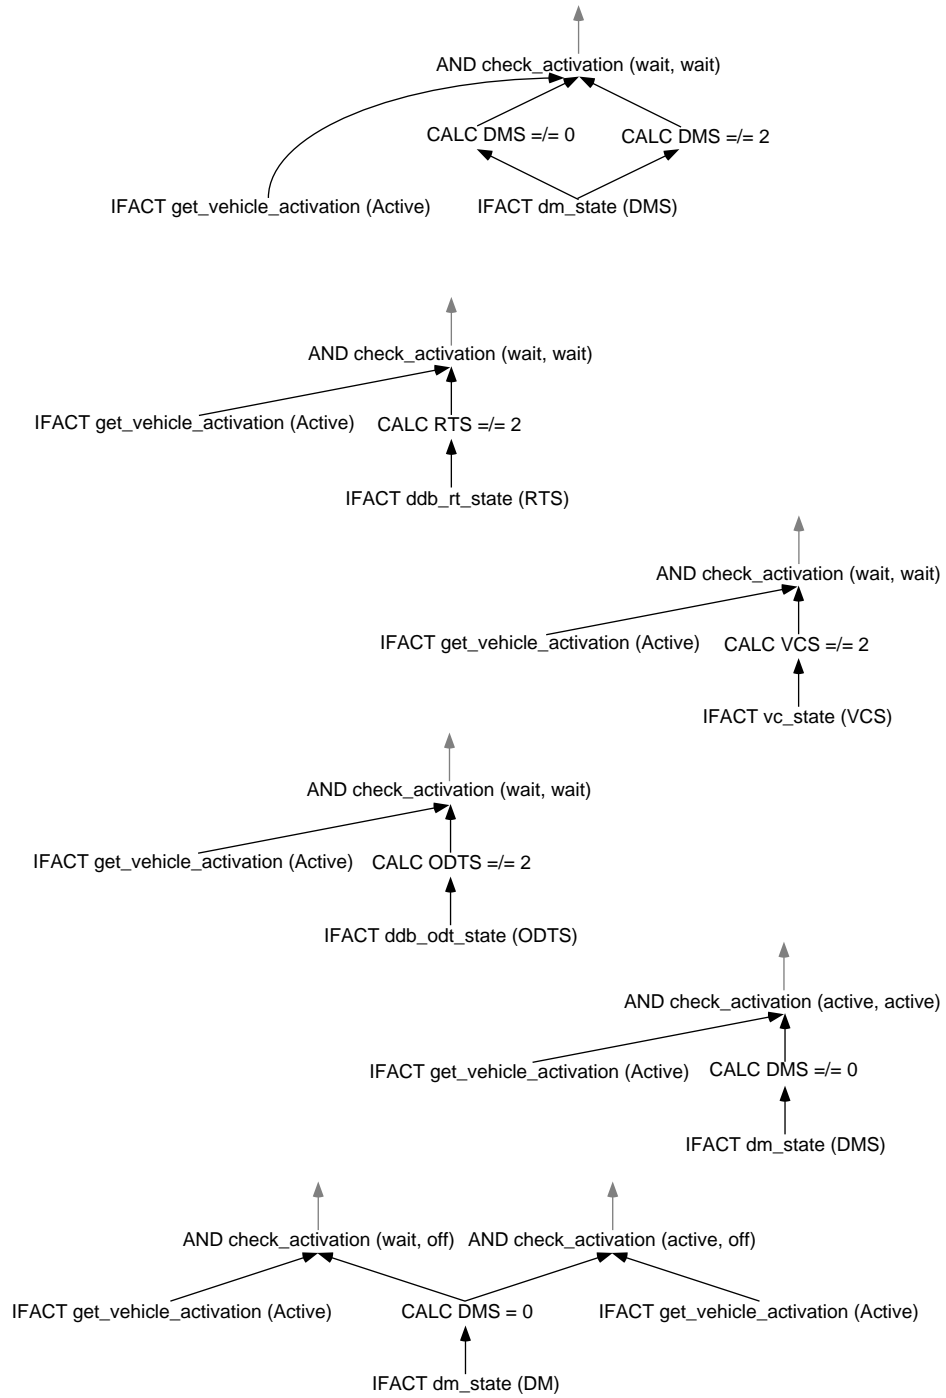 AND check_activation (wait, wait)
CALC DMS =/= 0 CALC DMS =/= 2
IFACT get_vehicle_activation (Active) IFACT dm_state (DMS)
AND check_activation (wait, wait)
IFACT get_vehicle_activation (Active) CALC RTS =/= 2
IFACT ddb_rt_state (RTS)
AND check_activation (wait, wait)
IFACT get_vehicle_activation (Active) CALC VCS =/= 2
IFACT vc_state (VCS)
AND check_activation (wait, wait)
IFACT get_vehicle_activation (Active) CALC ODTS =/= 2
IFACT ddb_odt_state (ODTS)
AND check_activation (active, active)
IFACT get_vehicle_activation (Active) CALC DMS =/= 0
IFACT dm_state (DMS)
AND check_activation (wait, off) AND check_activation (active, off)
IFACT get_vehicle_activation (Active) CALC DMS = 0 IFACT get_vehicle_activation (Active)
IFACT dm_state (DM)